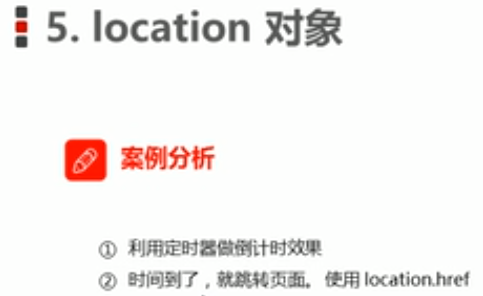 5. location 对象
案例分析
① 利用定时器做倒计时效果
② 时间到了，就跳转页面。使用 location.href